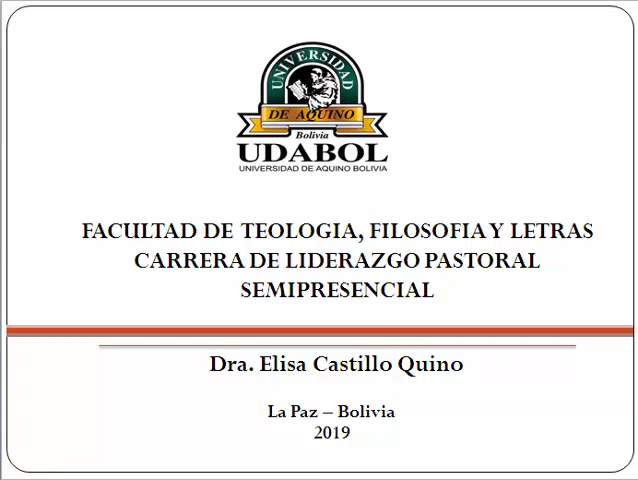 UNIVERSIDAD
DE AQUINO
Bolivia
UDABOL
UNIVERSIDAD DE AQUINO BOLIVIA
FACULTAD DE TEOLOGIA, FILOSOFIA Y LETRAS
CARRERA DE LIDERAZGO PASTORAL
SEMIPRESENCIAL
Dra. Elisa Castillo Quino
La Paz – Bolivia
2019